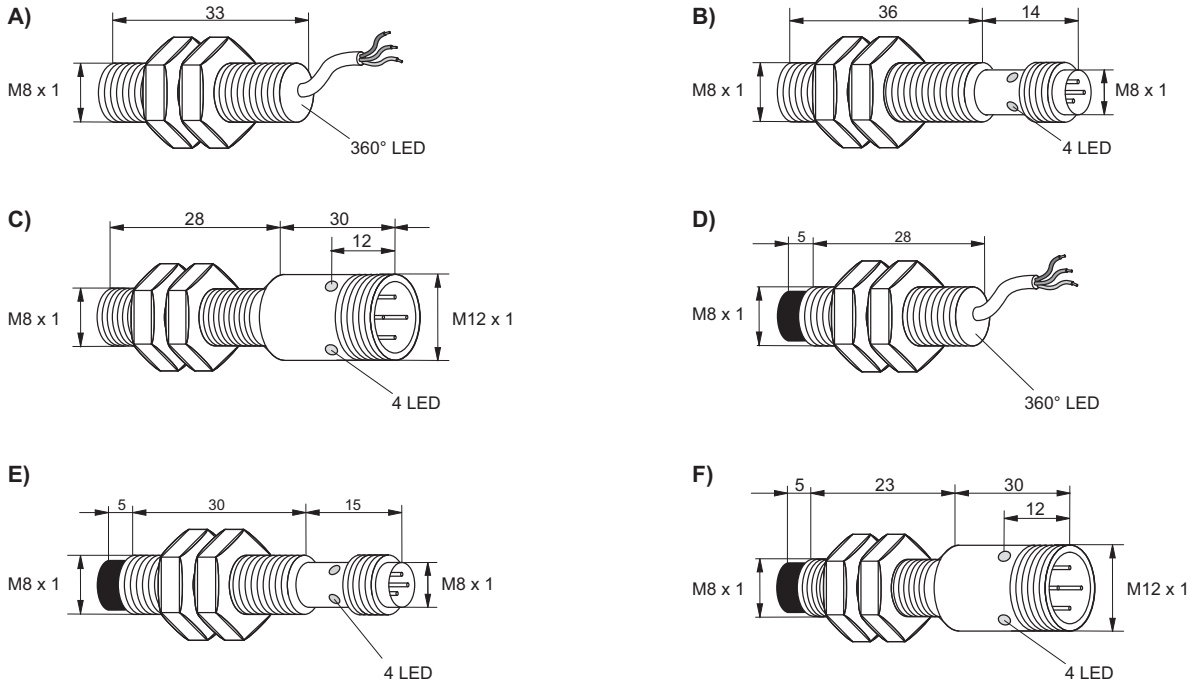 A)
33
M8 x 1
360° LED
B)
36
14
M8 x 1
M8 x 1
4 LED
C)
28
30
12
M8 x 1
M12 x 1
4 LED
D)
5
28
M8 x 1
360° LED
E)
5
30
15
M8 x 1
M8 x 1
4 LED
F)
5
23
30
12
M8 x 1
M12 x 1
4 LED